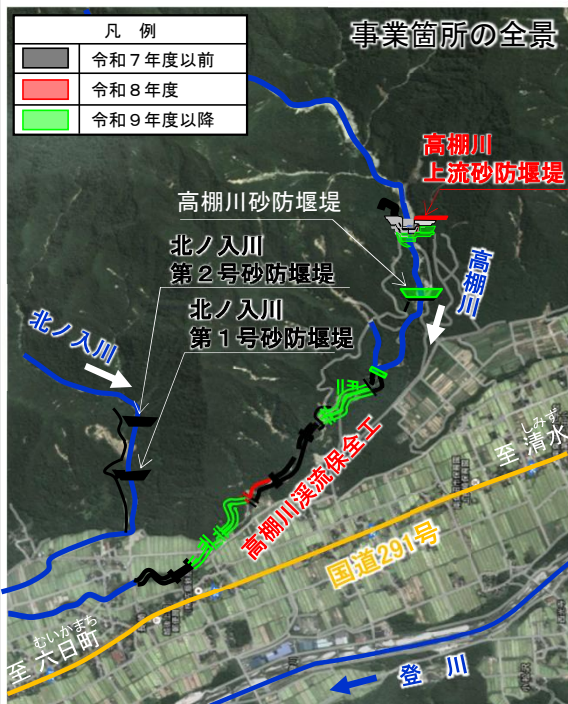 事業箇所の全景
凡 例
令和7年度以前
令和8年度
令和9年度以降
高棚川
上流砂防堰堤
高棚川砂防堰堤
北ノ入川
第2号砂防堰堤
北ノ入川
第1号砂防堰堤
高棚川
北ノ入川
しみず
至 清水
高棚川渓流保全工
国道291号
むいかまち
至 六日町
登 川